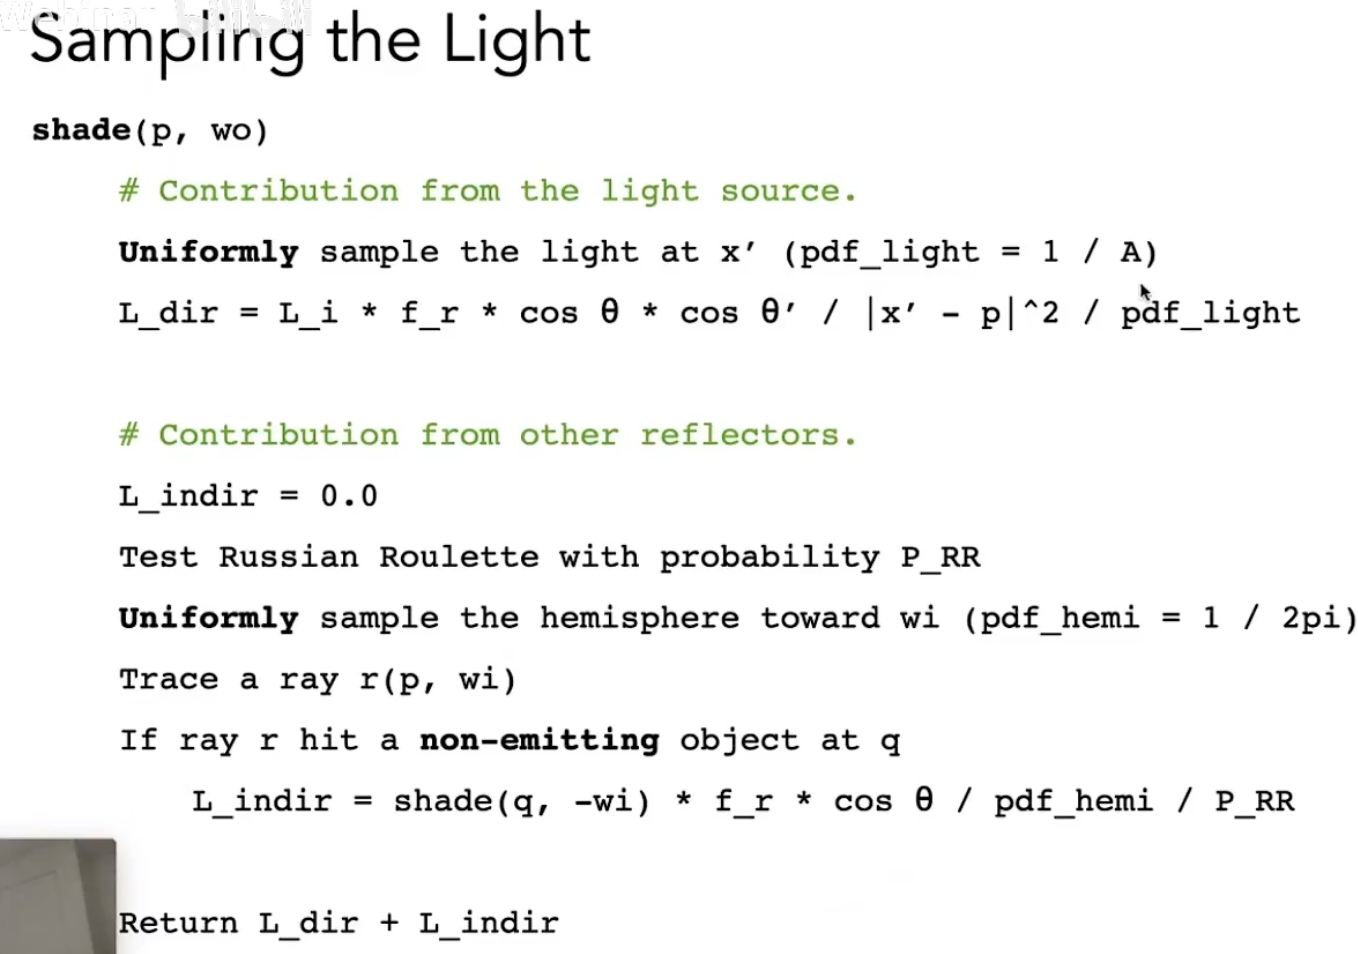 Webinar bilibili
Sampling the Light
shade(p, wo)
# Contribution from the light source.
Uniformly sample the light at x′ (pdf_light = 1 / A)
L_dir = L_i * f_r * cos θ * cos θ′ / |x′ - p|^2 / pdf_light
# Contribution from other reflectors.
L_indir = 0.0
Test Russian Roulette with probability P_RR
Uniformly sample the hemisphere toward wi (pdf_hemi = 1 / 2pi)
Trace a ray r(p, wi)
If ray r hit a non-emitting object at q
L_indir = shade(q, -wi) * f_r * cos θ / pdf_hemi / P_RR
Return L_dir + L_indir